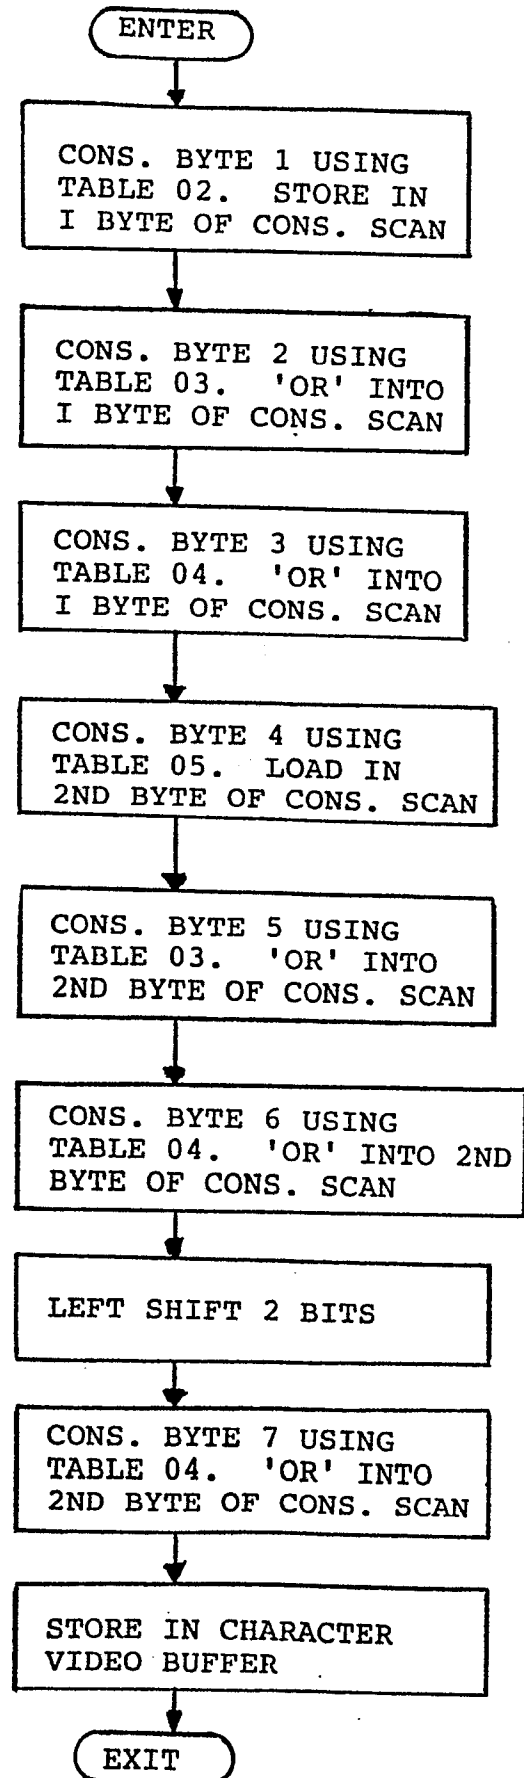 ENTER
CONS. BYTE 1 USING
TABLE 02. STORE IN
I BYTE OF CONS. SCAN
CONS. BYTE 2 USING
TABLE 03. 'OR' INTO
I BYTE OF CONS. SCAN
CONS. BYTE 3 USING
TABLE 04. 'OR' INTO
I BYTE OF CONS. SCAN
CONS. BYTE 4 USING
TABLE 05. LOAD IN
2ND BYTE OF CONS. SCAN
CONS. BYTE 5 USING
TABLE 03. 'OR' INTO
2ND BYTE OF CONS. SCAN
CONS. BYTE 6 USING
TABLE 04. 'OR' INTO 2ND
BYTE OF CONS. SCAN
LEFT SHIFT 2 BITS
CONS. BYTE 7 USING
TABLE 04. 'OR' INTO
2ND BYTE OF CONS. SCAN
STORE IN CHARACTER
VIDEO BUFFER
EXIT